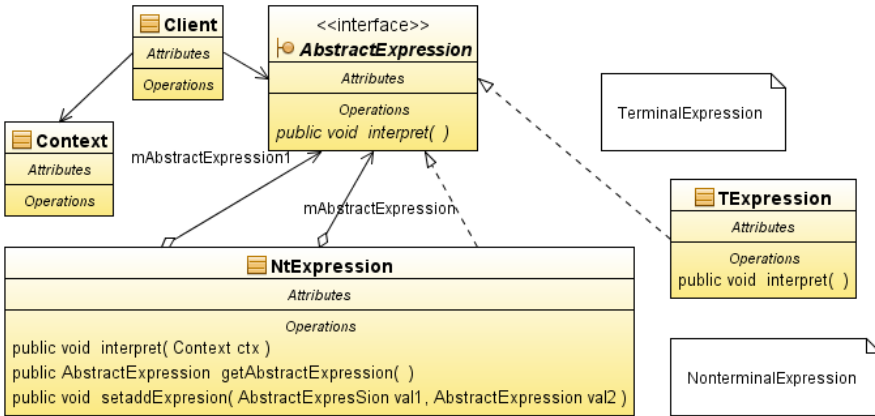 Client
Attributes
Operations
<<interface>>
AbstractExpression
Attributes
Operations
public void interpret( )
TerminalExpression
Context
Attributes
Operations
mAbstractExpression1
mAbstractExpression
TExpression
Attributes
Operations
public void interpret( )
NtExpression
Attributes
Operations
public void interpret( Context ctx )
public AbstractExpression getAbstractExpression( )
public void setaddExpresion( AbstractExpresSion val1, AbstractExpression val2 )
NonterminalExpression